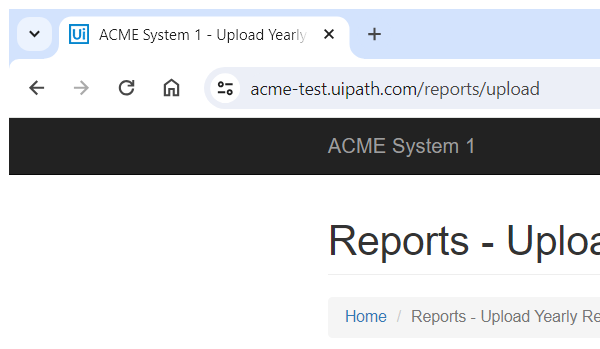 Ui ACME System 1 - Upload Yearly
acme-test.uipath.com/reports/upload
ACME System 1
Reports - Uploa
Home / Reports - Upload Yearly Re